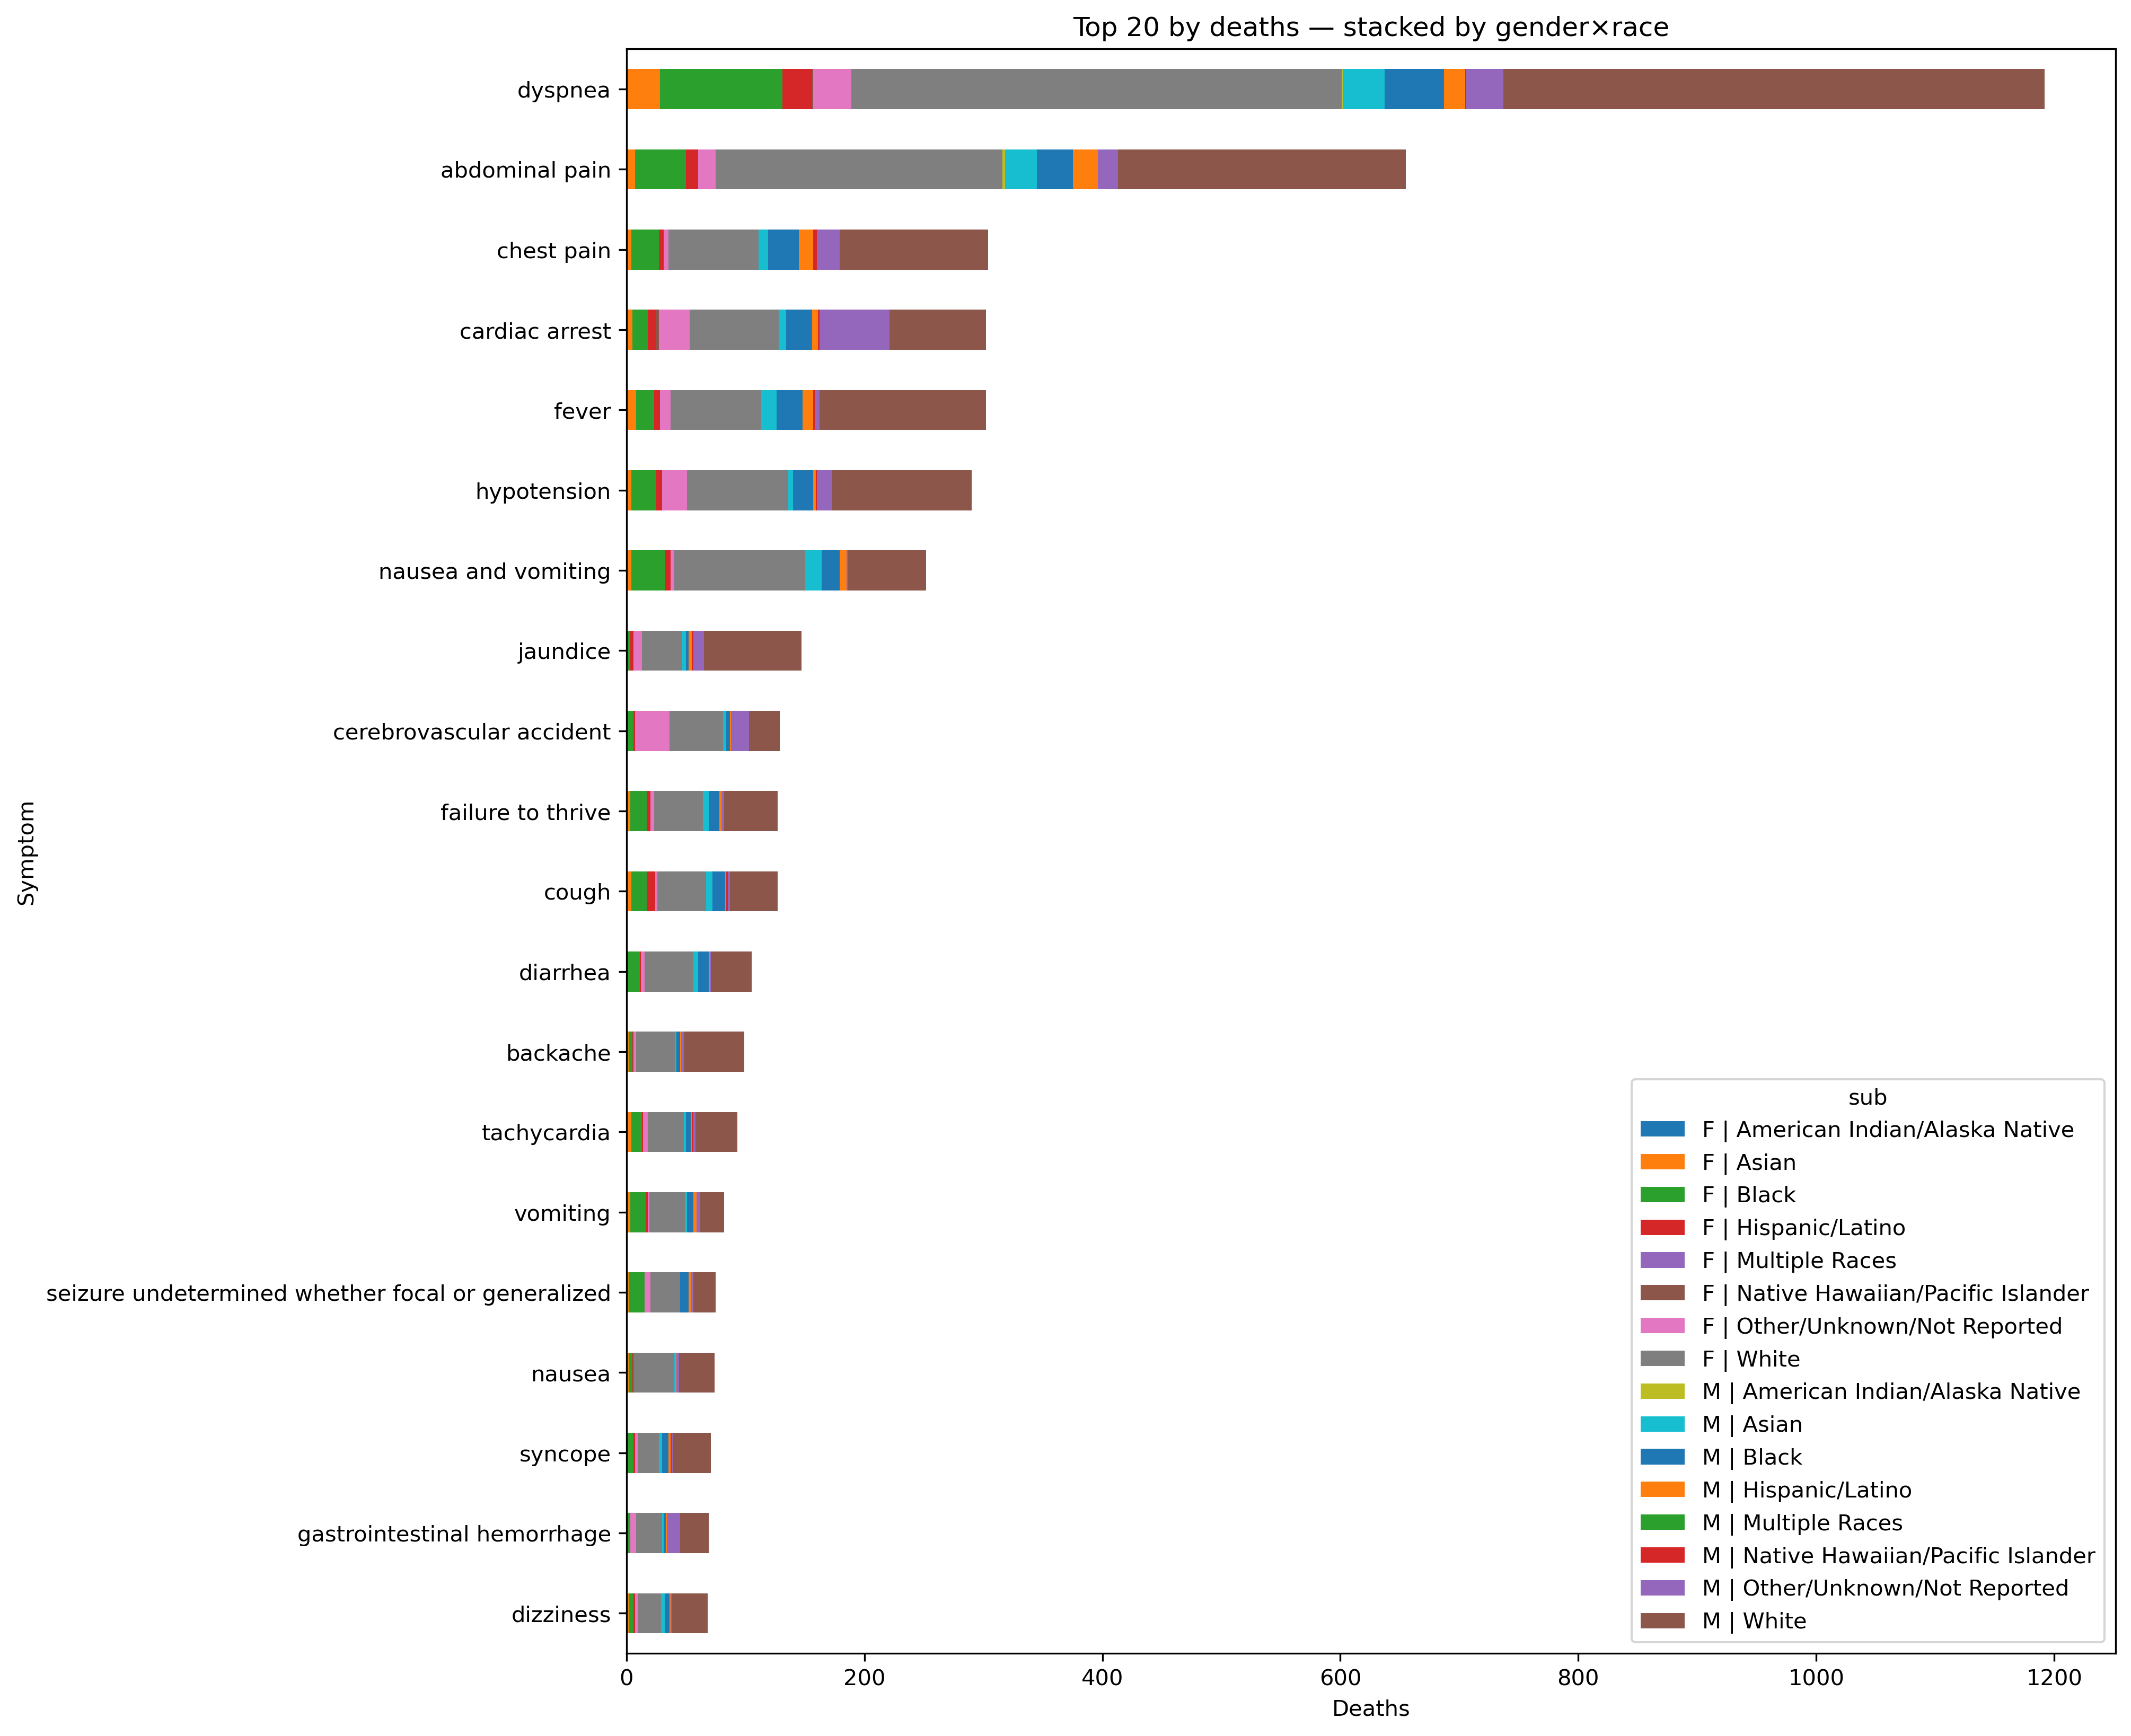 Top 20 by deaths — stacked by gender×race
dyspnea
abdominal pain
chest pain
cardiac arrest
fever
hypotension
nausea and vomiting
jaundice
cerebrovascular accident
failure to thrive
cough
diarrhea
backache
tachycardia
vomiting
seizure undetermined whether focal or generalized
nausea
syncope
gastrointestinal hemorrhage
dizziness
Symptom
0 200 400 600 800 1000 1200
Deaths
sub
F | American Indian/Alaska Native
F | Asian
F | Black
F | Hispanic/Latino
F | Multiple Races
F | Native Hawaiian/Pacific Islander
F | Other/Unknown/Not Reported
F | White
M | American Indian/Alaska Native
M | Asian
M | Black
M | Hispanic/Latino
M | Multiple Races
M | Native Hawaiian/Pacific Islander
M | Other/Unknown/Not Reported
M | White